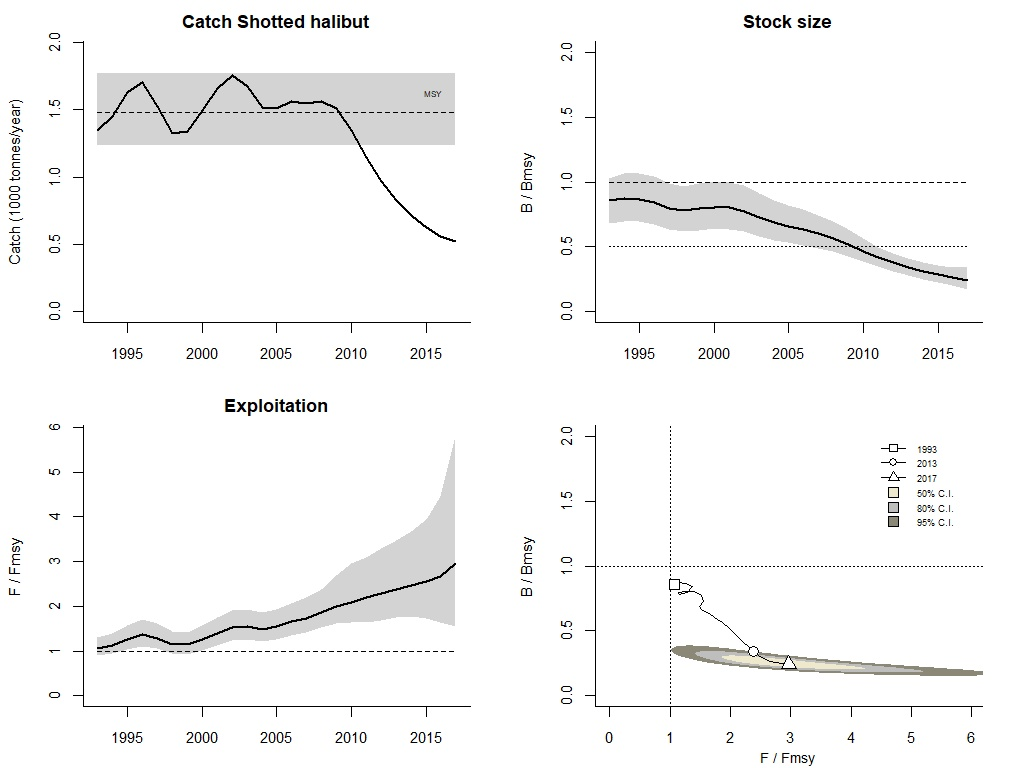 Catch Shotted halibut
Catch (1000 tonnes/year)
2.0
1.5
1.0
0.5
0.0
MSY
1995 2000 2005 2010 2015
Stock size
B / Bmsy
2.0
1.5
1.0
0.5
0.0
1995 2000 2005 2010 2015
Exploitation
F / Fmsy
6
5
4
3
2
1
0
1995 2000 2005 2010 2015
B / Bmsy
2.0
1.5
1.0
0.5
0.0
1993
2013
2017
50% C.I.
80% C.I.
95% C.I.
0 1 2 3 4 5 6
F / Fmsy